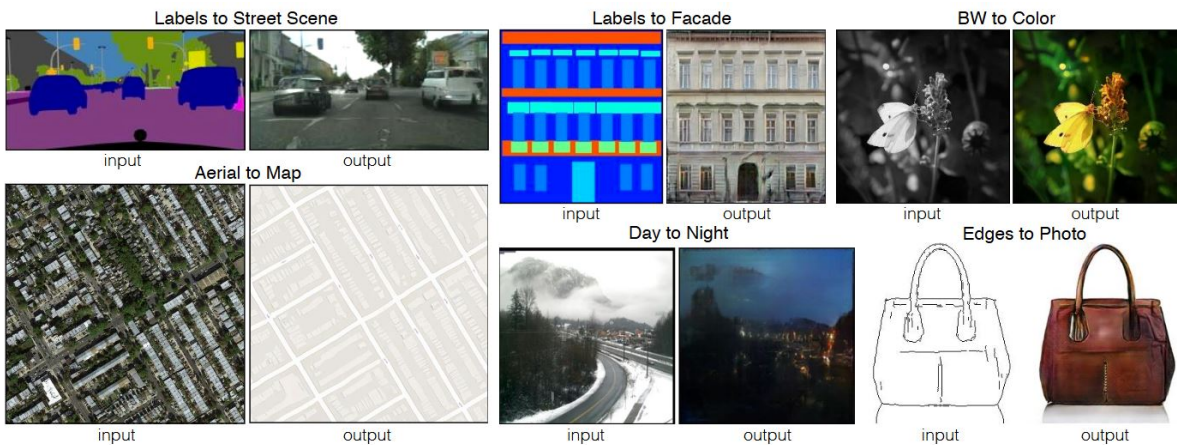 Labels to Street Scene
input
output
Aerial to Map
input
output
Labels to Facade
input
output
BW to Color
input
output
Day to Night
input
output
Edges to Photo
input
output